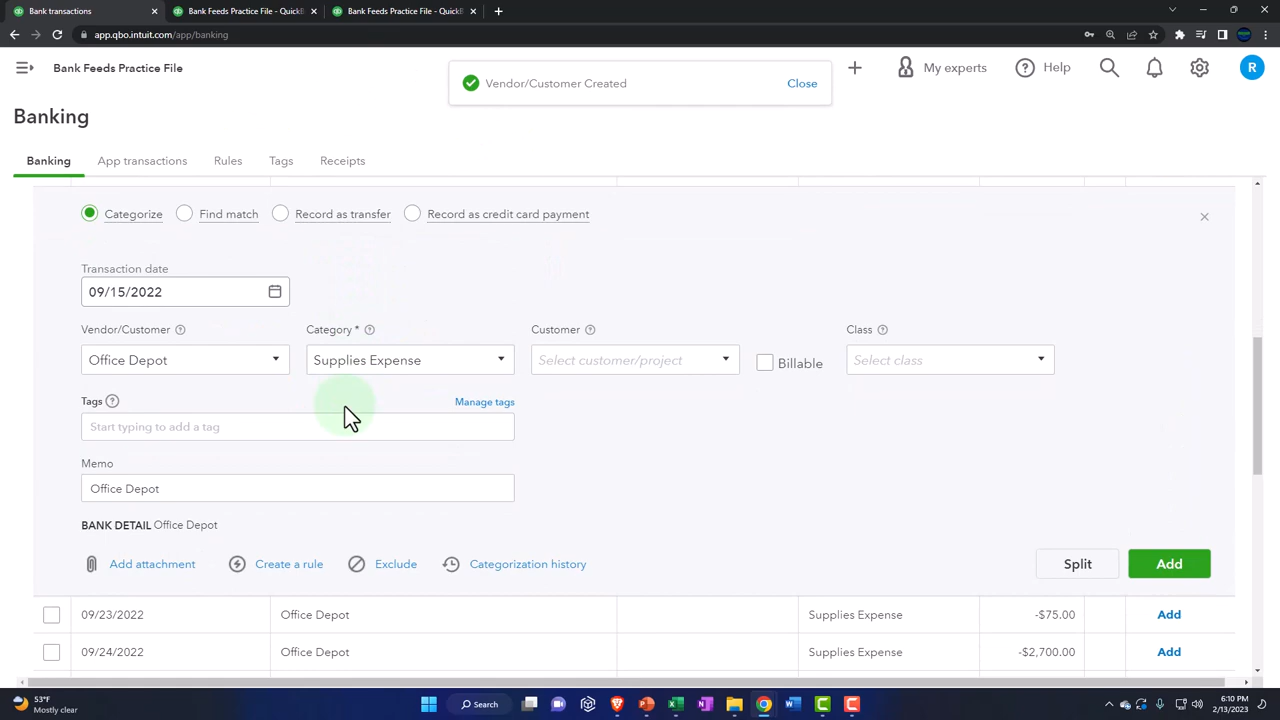 Bank transactions
Bank Feeds Practice File - QuickB
Bank Feeds Practice File - QuickB
app.qbo.intuit.com/app/banking
Bank Feeds Practice File
Vendor/Customer Created
Close
My experts
Help
R
Banking
Banking
App transactions
Rules
Tags
Receipts
Categorize
Find match
Record as transfer
Record as credit card payment
Transaction date
09/15/2022
Vendor/Customer
Category *
Customer
Class
Office Depot
Supplies Expense
Select customer/project
Billable
Select class
Tags
Manage tags
Start typing to add a tag
Memo
Office Depot
BANK DETAIL Office Depot
Add attachment
Create a rule
Exclude
Categorization history
Split
Add
09/23/2022 Office Depot Supplies Expense -$75.00 Add
09/24/2022 Office Depot Supplies Expense -$2,700.00 Add
53°F
Mostly clear
Search
6:10 PM
2/13/2023